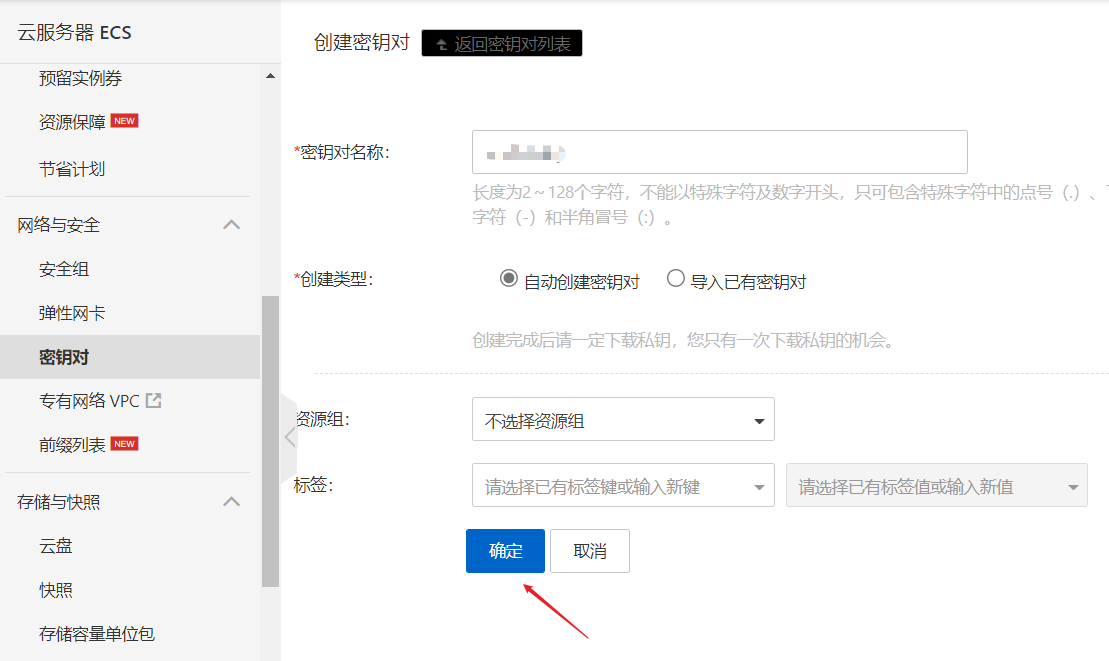 云服务器 ECS
预留实例券
资源保障 NEW
节省计划
网络与安全
安全组
弹性网卡
密钥对
专有网络 VPC
前缀列表 NEW
存储与快照
云盘
快照
存储容量单位包
创建密钥对 返回密钥对列表
*密钥对名称:
长度为2~128个字符，不能以特殊字符及数字开头，只可包含特殊字符中的点号（.）、
字符（-）和半角冒号（:）。
*创建类型: 自动创建密钥对 导入已有密钥对
创建完成后请一定下载私钥，您只有一次下载私钥的机会。
资源组: 不选择资源组
标签: 请选择已有标签键或输入新键 请选择已有标签值或输入新值
确定 取消